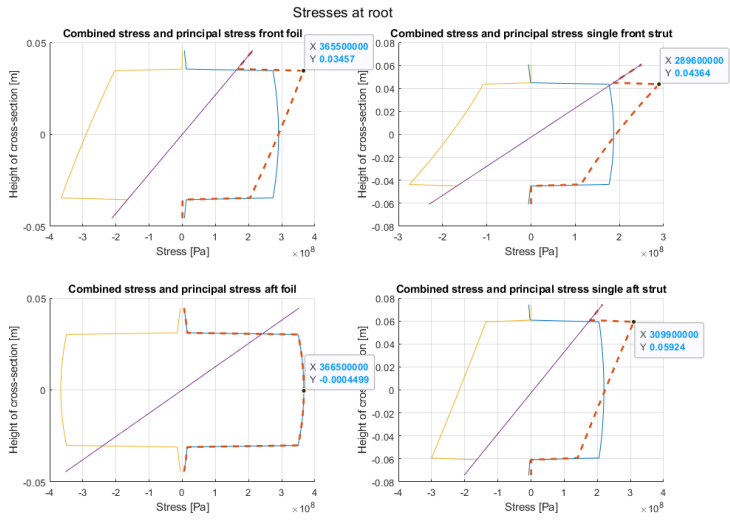 Stresses at root
Combined stress and principal stress front foil
X 365500000
Y 0.03457
0.05
0
-0.05
Height of cross-section [m]
-4 -3 -2 -1 0 1 2 3 4
Stress [Pa]
×10^8
Combined stress and principal stress single front strut
X 289600000
Y 0.04364
0.08
0.06
0.04
0.02
0
-0.02
-0.04
-0.06
-0.08
Height of cross-section [m]
-3 -2 -1 0 1 2 3
Stress [Pa]
×10^8
Combined stress and principal stress aft foil
X 366500000
Y -0.0004499
0.05
0
-0.05
Height of cross-section [m]
-4 -3 -2 -1 0 1 2 3 4
Stress [Pa]
×10^8
Combined stress and principal stress single aft strut
X 309900000
Y 0.05924
0.08
0.06
0.04
0.02
0
-0.02
-0.04
-0.06
-0.08
Height of cross-section [m]
-4 -3 -2 -1 0 1 2 3 4
Stress [Pa]
×10^8